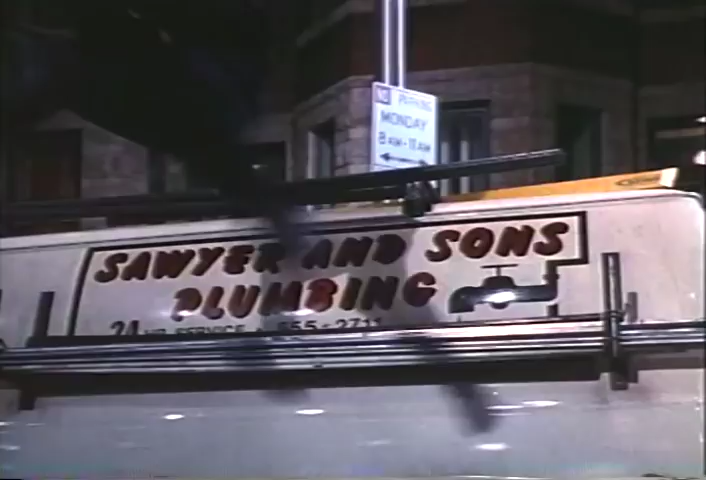 NO PARKING
MONDAY
8 AM-11 AM
SAWYER AND SONS
PLUMBING
24 HR SERVICE 555-2711